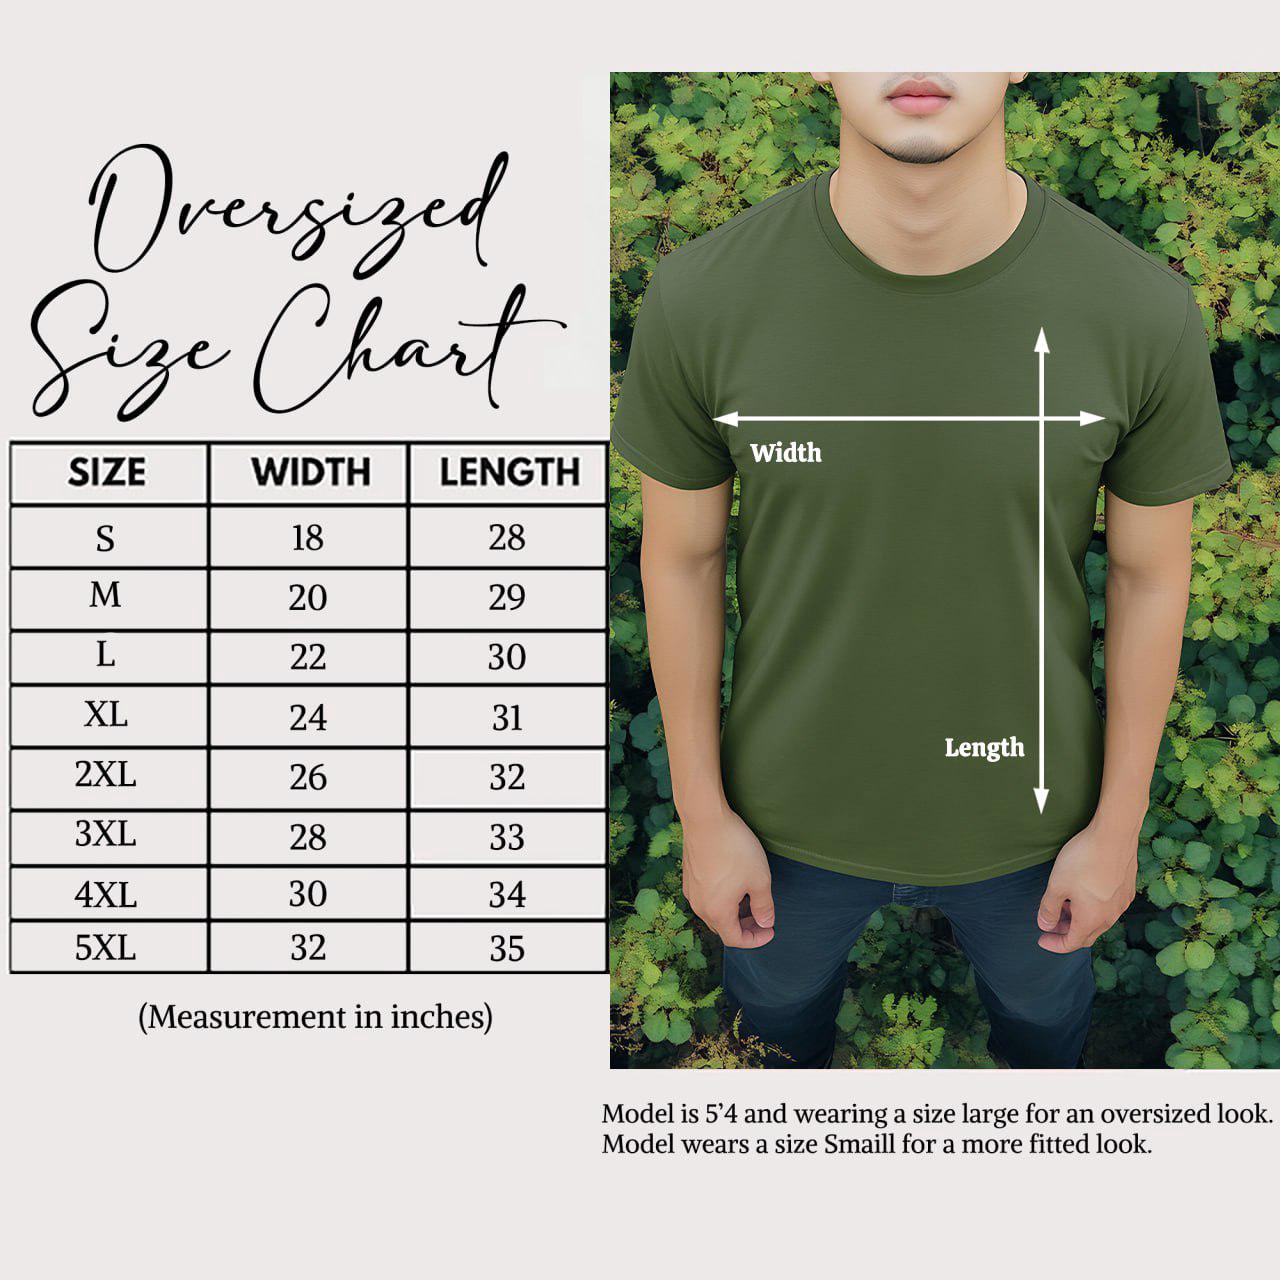 Oversized
Size Chart
SIZE WIDTH LENGTH
S 18 28
M 20 29
L 22 30
XL 24 31
2XL 26 32
3XL 28 33
4XL 30 34
5XL 32 35
(Measurement in inches)
Width
Length
Model is 5’4 and wearing a size large for an oversized look.
Model wears a size Smaill for a more fitted look.